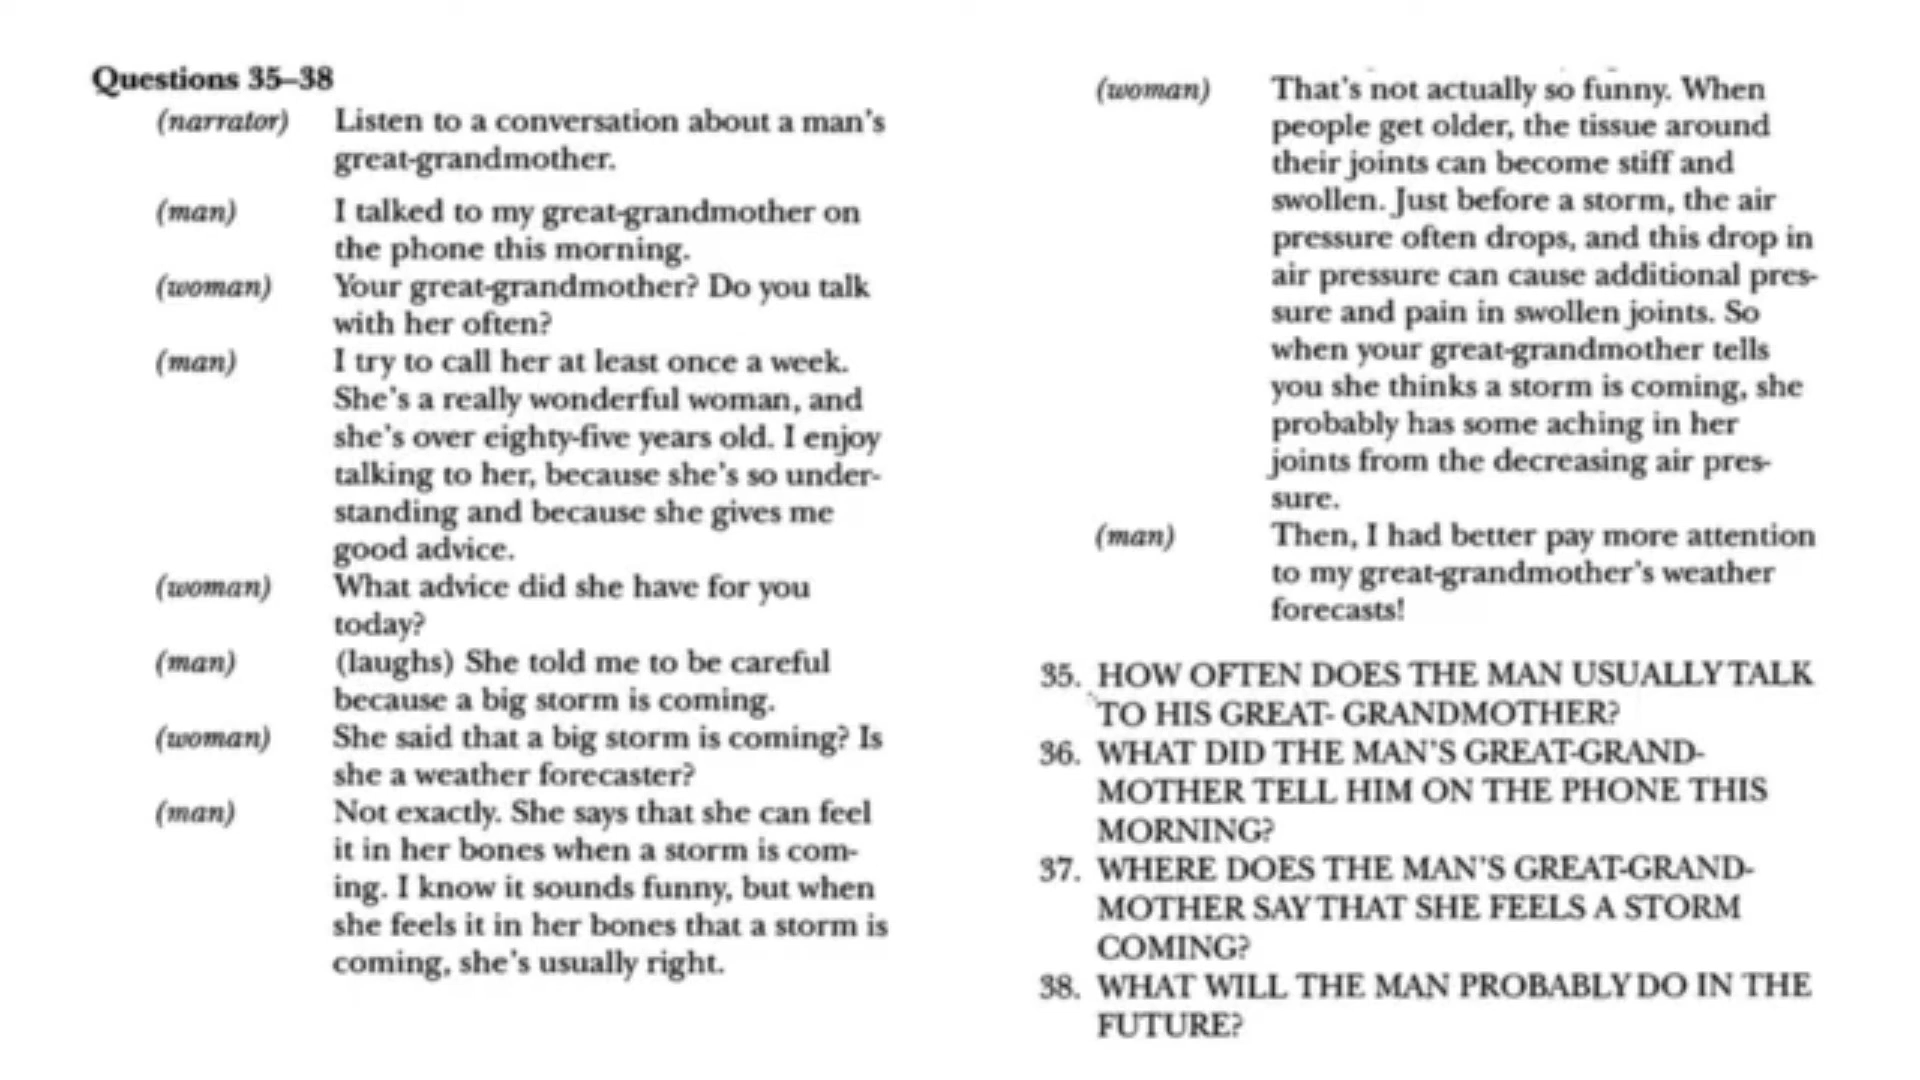 Questions 35–38
(narrator) Listen to a conversation about a man's
great-grandmother.
(man) I talked to my great-grandmother on
the phone this morning.
(woman) Your great-grandmother? Do you talk
with her often?
(man) I try to call her at least once a week.
She's a really wonderful woman, and
she's over eighty-five years old. I enjoy
talking to her, because she's so under-
standing and because she gives me
good advice.
(woman) What advice did she have for you
today?
(man) (laughs) She told me to be careful
because a big storm is coming.
(woman) She said that a big storm is coming? Is
she a weather forecaster?
(man) Not exactly. She says that she can feel
it in her bones when a storm is com-
ing. I know it sounds funny, but when
she feels it in her bones that a storm is
coming, she's usually right.
(woman) That's not actually so funny. When
people get older, the tissue around
their joints can become stiff and
swollen. Just before a storm, the air
pressure often drops, and this drop in
air pressure can cause additional pres-
sure and pain in swollen joints. So
when your great-grandmother tells
you she thinks a storm is coming, she
probably has some aching in her
joints from the decreasing air pres-
sure.
(man) Then, I had better pay more attention
to my great-grandmother's weather
forecasts!
35. HOW OFTEN DOES THE MAN USUALLY TALK
TO HIS GREAT- GRANDMOTHER?
36. WHAT DID THE MAN'S GREAT-GRAND-
MOTHER TELL HIM ON THE PHONE THIS
MORNING?
37. WHERE DOES THE MAN'S GREAT-GRAND-
MOTHER SAY THAT SHE FEELS A STORM
COMING?
38. WHAT WILL THE MAN PROBABLY DO IN THE
FUTURE?